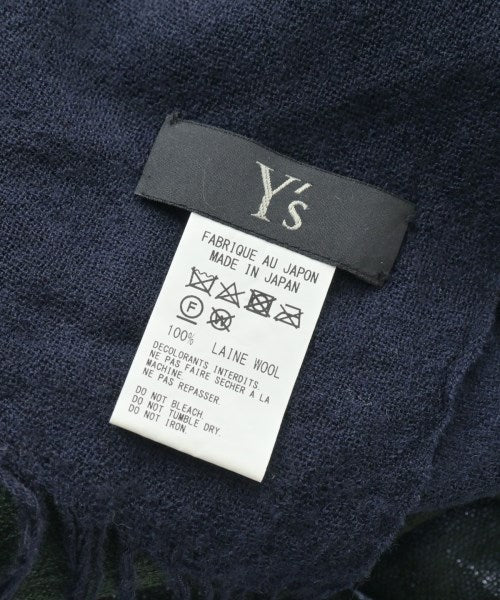 Y's
FABRIQUE AU JAPON
MADE IN JAPAN
F W
100% LAINE WOOL
DECOLORANTS INTERDITS.
NE PAS FAIRE SECHER A LA
MACHINE.
NE PAS REPASSER.
DO NOT BLEACH.
DO NOT TUMBLE DRY.
DO NOT IRON.